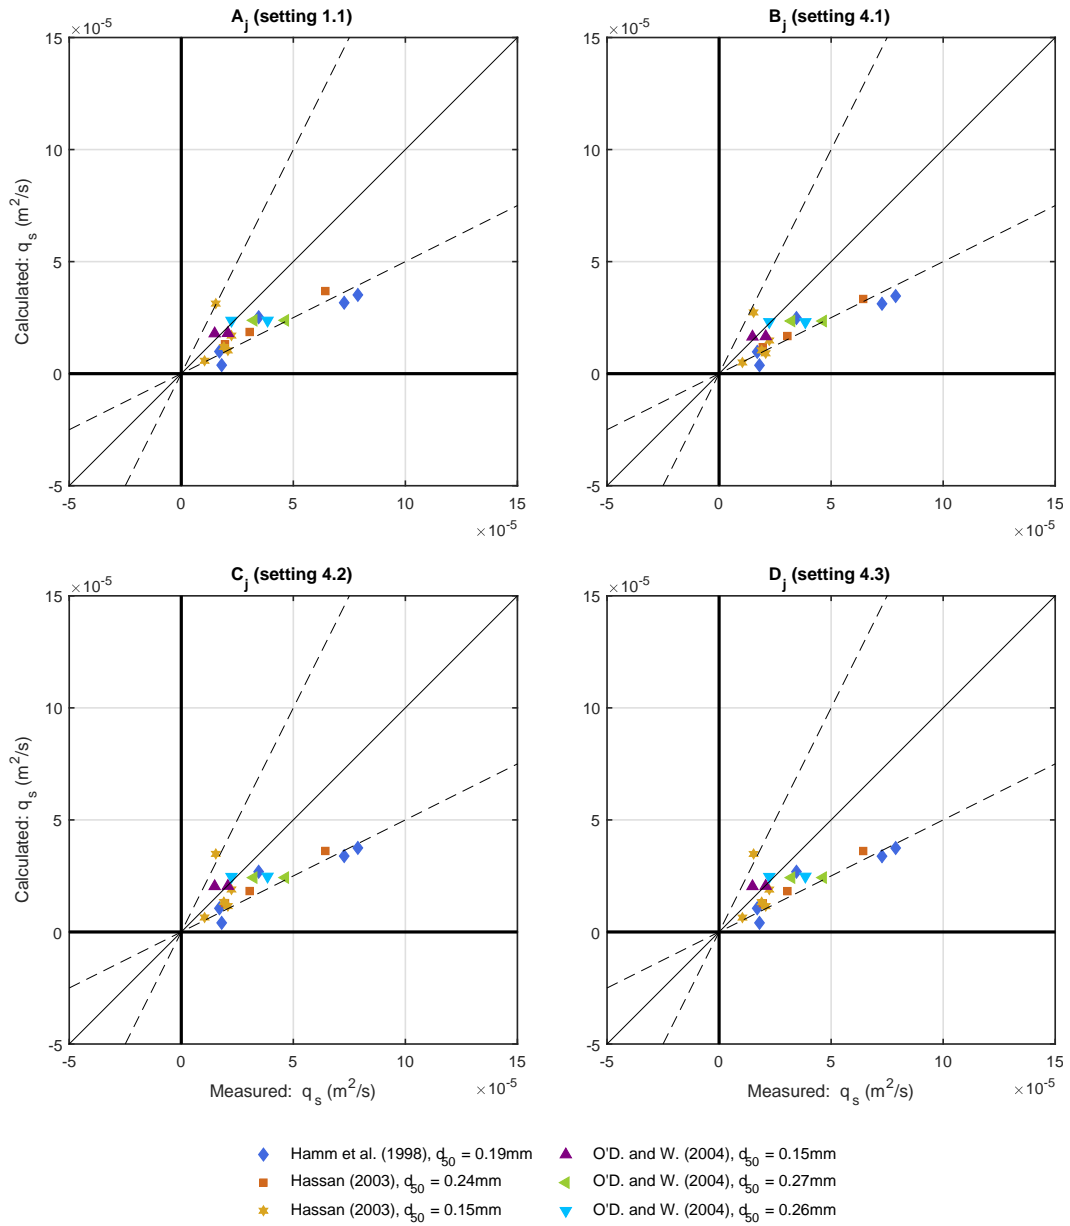 A_j (setting 1.1)
×10^-5
15
10
5
0
-5
Calculated: q_s (m^2/s)
-5 0 5 10 15
×10^-5
B_j (setting 4.1)
×10^-5
15
10
5
0
-5
-5 0 5 10 15
×10^-5
C_j (setting 4.2)
×10^-5
15
10
5
0
-5
Calculated: q_s (m^2/s)
-5 0 5 10 15
×10^-5
Measured: q_s (m^2/s)
D_j (setting 4.3)
×10^-5
15
10
5
0
-5
-5 0 5 10 15
×10^-5
Measured: q_s (m^2/s)
Hamm et al. (1998), d_50 = 0.19mm
Hassan (2003), d_50 = 0.24mm
Hassan (2003), d_50 = 0.15mm
O'D. and W. (2004), d_50 = 0.15mm
O'D. and W. (2004), d_50 = 0.27mm
O'D. and W. (2004), d_50 = 0.26mm